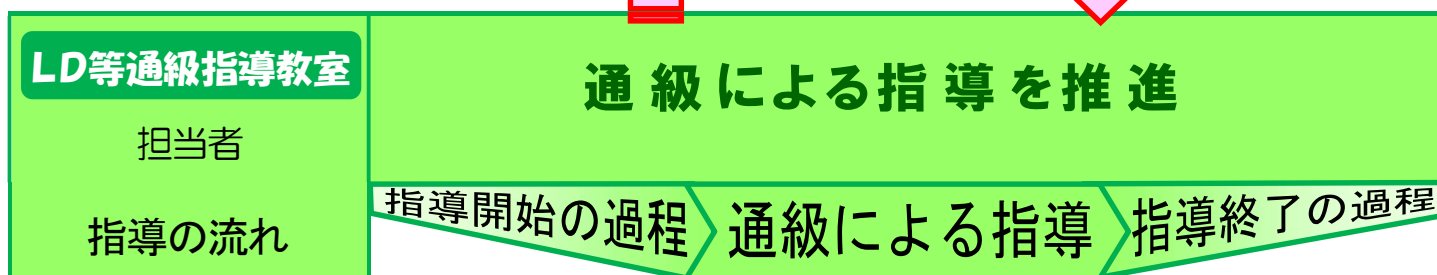 LD等通級指導教室
担当者
通級による指導を推進
指導の流れ
指導開始の過程
通級による指導
指導終了の過程